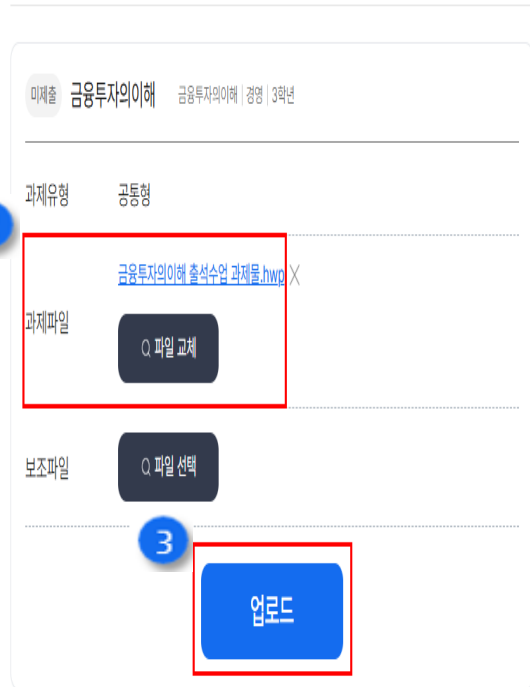 미제출 금융투자의이해 금융투자의이해 | 경영 | 3학년
과제유형 공통형
금융투자의이해 출석수업 과제물.hwp X
과제파일
파일 교체
보조파일 파일 선택
3
업로드